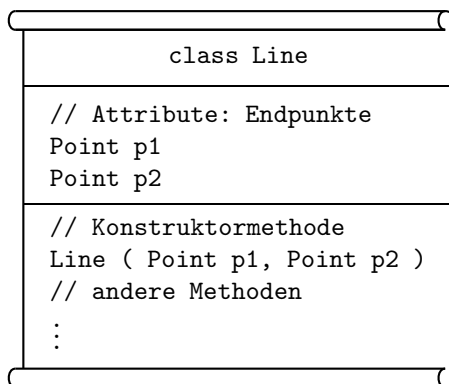 class Line
// Attribute: Endpunkte
Point p1
Point p2
// Konstruktormethode
Line ( Point p1, Point p2 )
// andere Methoden
⋮